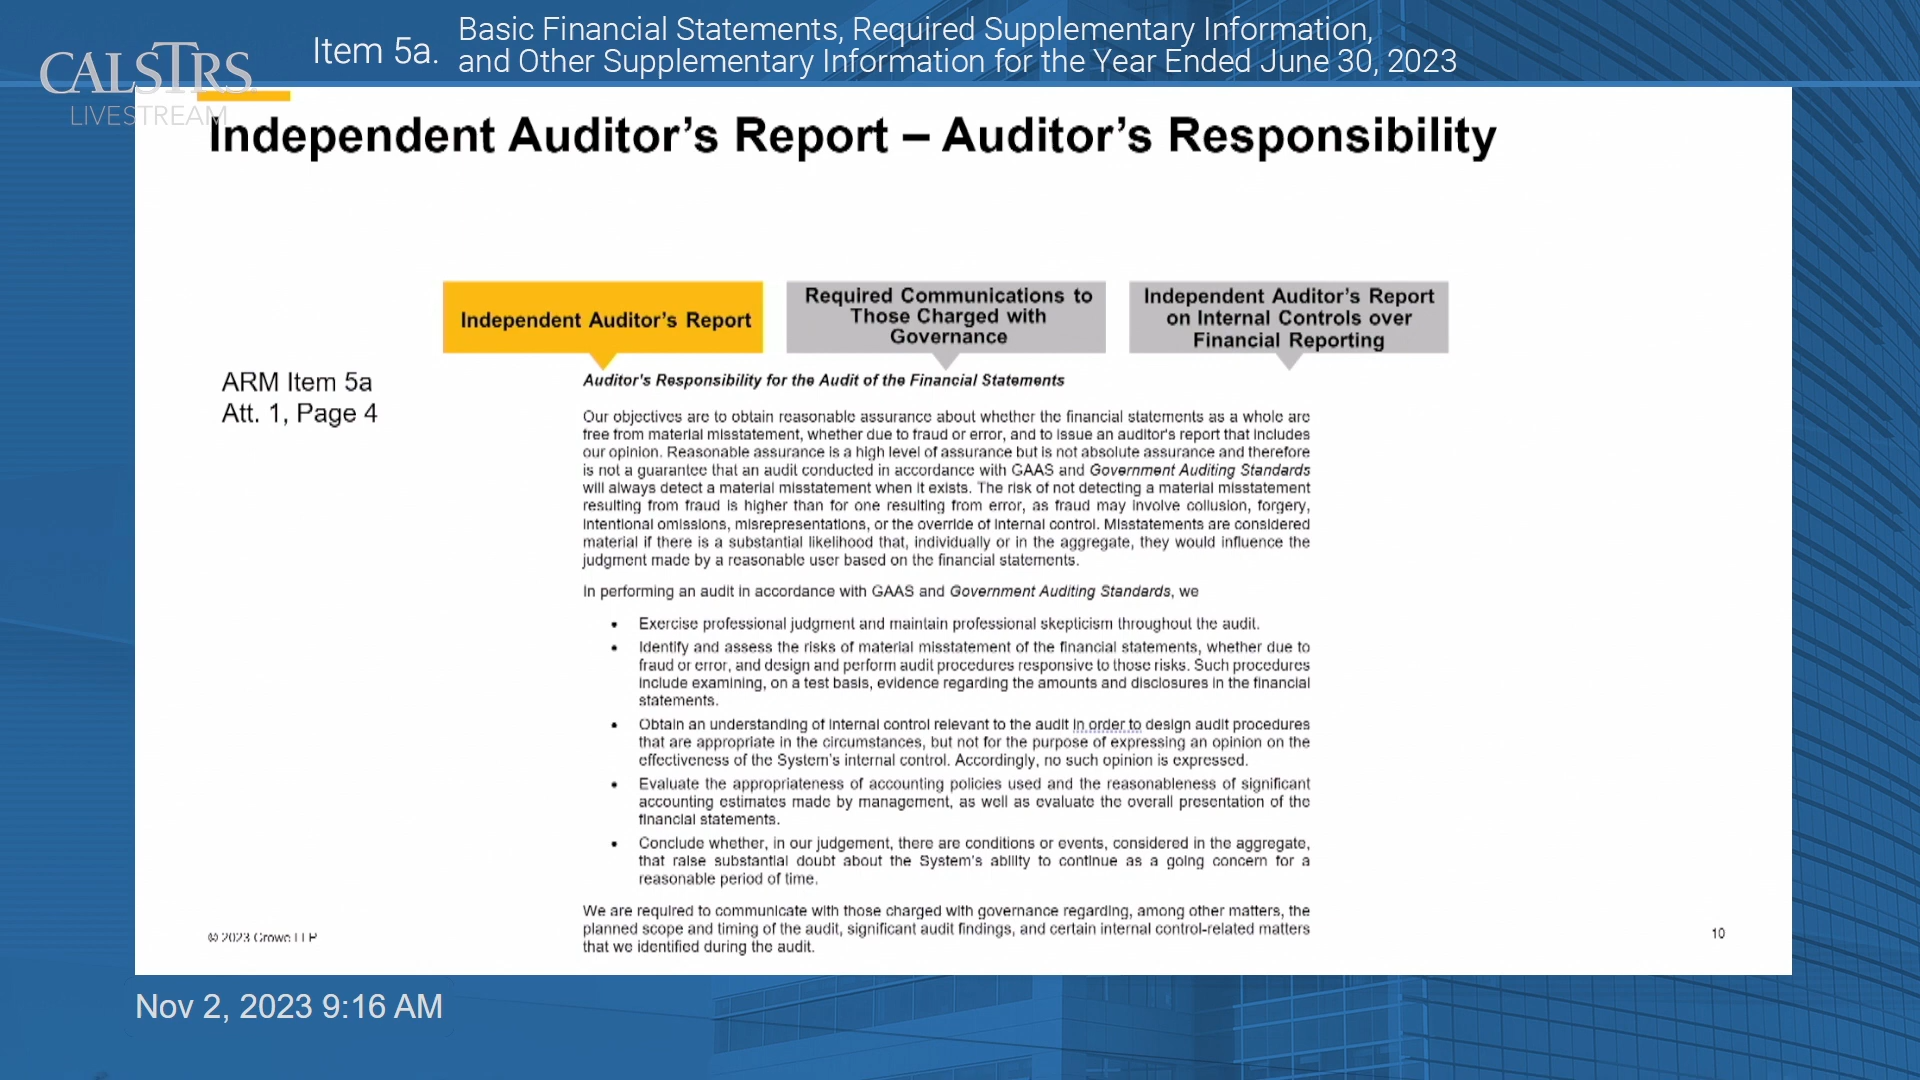 CALSTRS
LIVESTREAM
Item 5a.
Basic Financial Statements, Required Supplementary Information,
and Other Supplementary Information for the Year Ended June 30, 2023
Independent Auditor’s Report – Auditor’s Responsibility
Independent Auditor’s Report
Required Communications to
Those Charged with
Governance
Independent Auditor’s Report
on Internal Controls over
Financial Reporting
ARM Item 5a
Att. 1, Page 4
Auditor's Responsibility for the Audit of the Financial Statements
Our objectives are to obtain reasonable assurance about whether the financial statements as a whole are
free from material misstatement, whether due to fraud or error, and to issue an auditor's report that includes
our opinion. Reasonable assurance is a high level of assurance but is not absolute assurance and therefore
is not a guarantee that an audit conducted in accordance with GAAS and Government Auditing Standards
will always detect a material misstatement when it exists. The risk of not detecting a material misstatement
resulting from fraud is higher than for one resulting from error, as fraud may involve collusion, forgery,
intentional omissions, misrepresentations, or the override of internal control. Misstatements are considered
material if there is a substantial likelihood that, individually or in the aggregate, they would influence the
judgment made by a reasonable user based on the financial statements.
In performing an audit in accordance with GAAS and Government Auditing Standards, we
• Exercise professional judgment and maintain professional skepticism throughout the audit.
• Identify and assess the risks of material misstatement of the financial statements, whether due to
fraud or error, and design and perform audit procedures responsive to those risks. Such procedures
include examining, on a test basis, evidence regarding the amounts and disclosures in the financial
statements.
• Obtain an understanding of internal control relevant to the audit in order to design audit procedures
that are appropriate in the circumstances, but not for the purpose of expressing an opinion on the
effectiveness of the System's internal control. Accordingly, no such opinion is expressed.
• Evaluate the appropriateness of accounting policies used and the reasonableness of significant
accounting estimates made by management, as well as evaluate the overall presentation of the
financial statements.
• Conclude whether, in our judgement, there are conditions or events, considered in the aggregate,
that raise substantial doubt about the System's ability to continue as a going concern for a
reasonable period of time.
We are required to communicate with those charged with governance regarding, among other matters, the
planned scope and timing of the audit, significant audit findings, and certain internal control-related matters
that we identified during the audit.
© 2023 Crowe LLP
10
Nov 2, 2023 9:16 AM